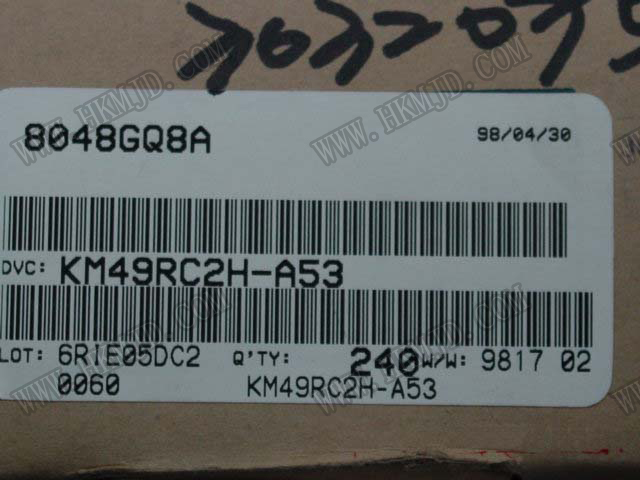 8048GQ8A 98/04/30
DVC: KM49RC2H-A53
LOT: 6RIE05DC2 Q'TY: 240 W/W: 9817 02
0060 KM49RC2H-A53
WWW.HKMJD.COM